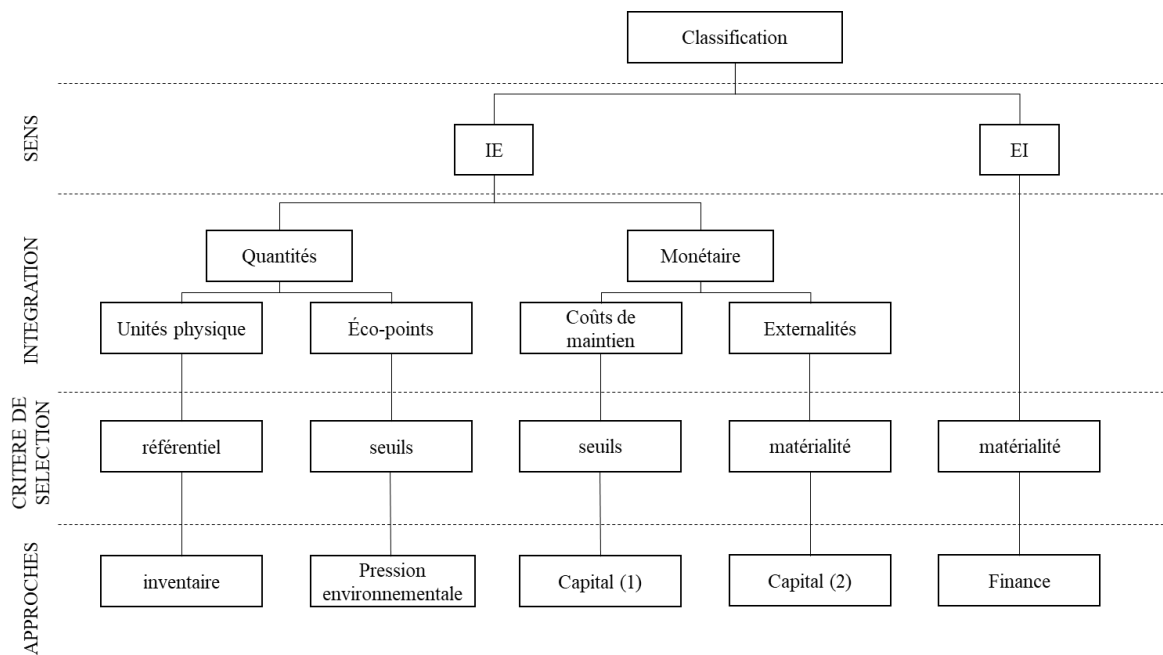 Classification
SENS
IE
EI
INTEGRATION
Quantités
Monétaire
Unités physique
Éco-points
Coûts de
maintien
Externalités
CRITERE DE
SELECTION
référentiel
seuils
seuils
matérialité
matérialité
APPROCHES
inventaire
Pression
environnementale
Capital (1)
Capital (2)
Finance